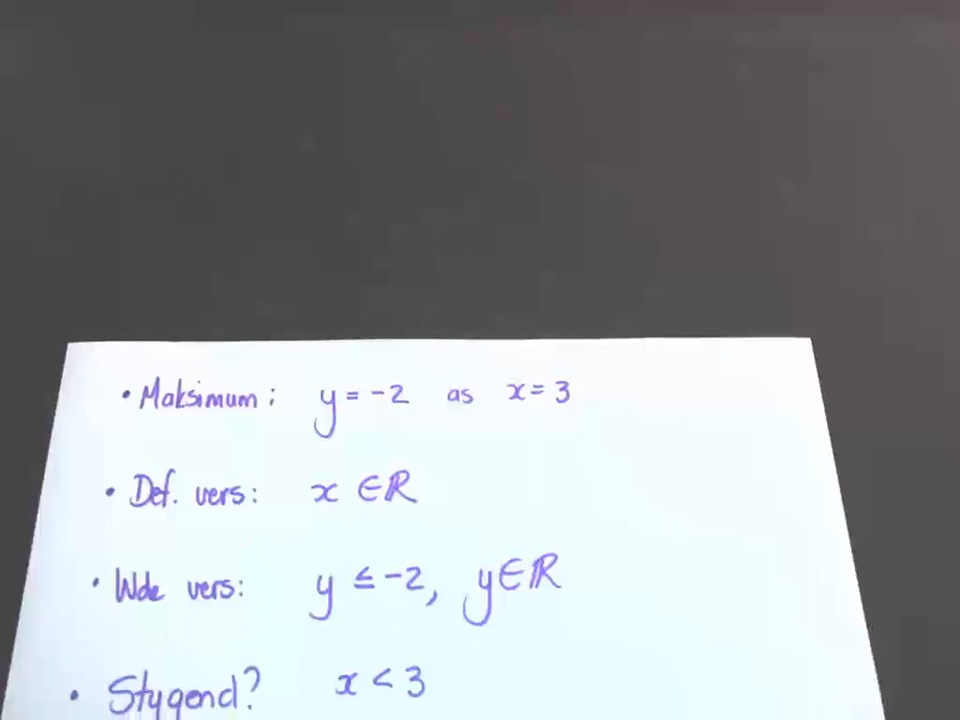 • Maksimum: y = -2 as x = 3
• Def. vers: x ∈ ℝ
• Wde vers: y ≤ -2, y ∈ ℝ
• Stygend? x < 3